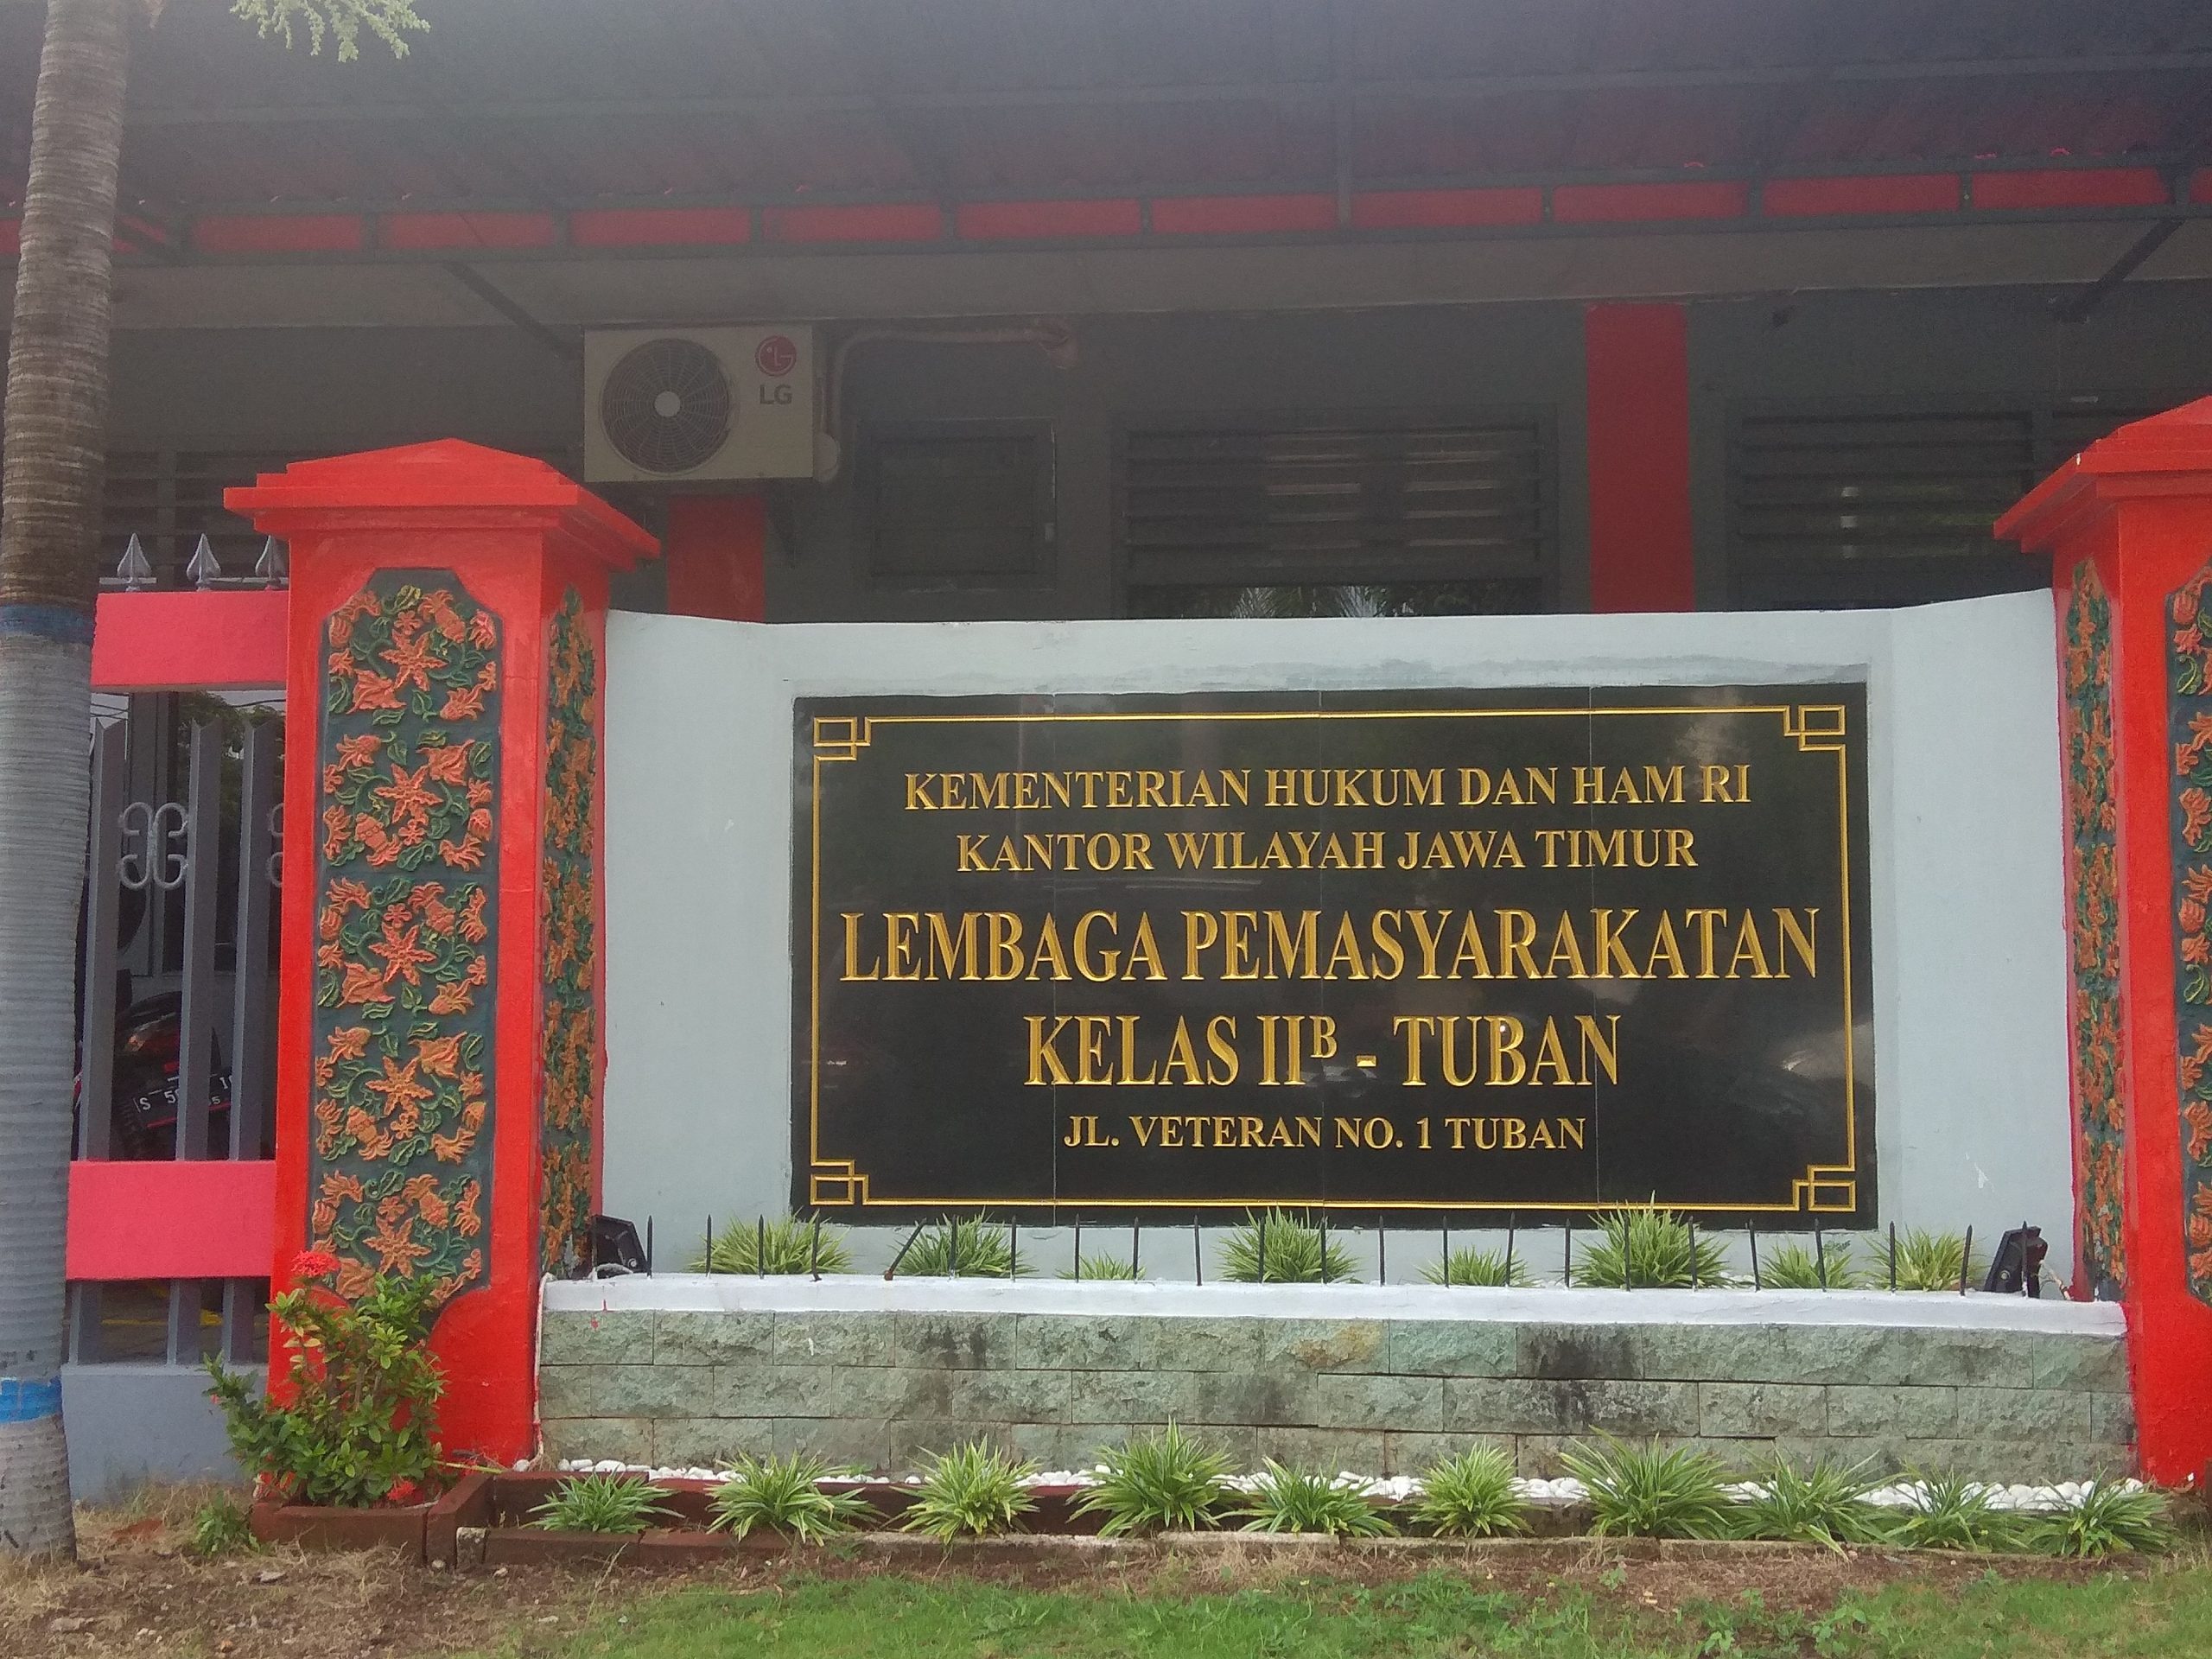 LG
KEMENTERIAN HUKUM DAN HAM RI
KANTOR WILAYAH JAWA TIMUR
LEMBAGA PEMASYARAKATAN
KELAS IIB - TUBAN
JL. VETERAN NO. 1 TUBAN